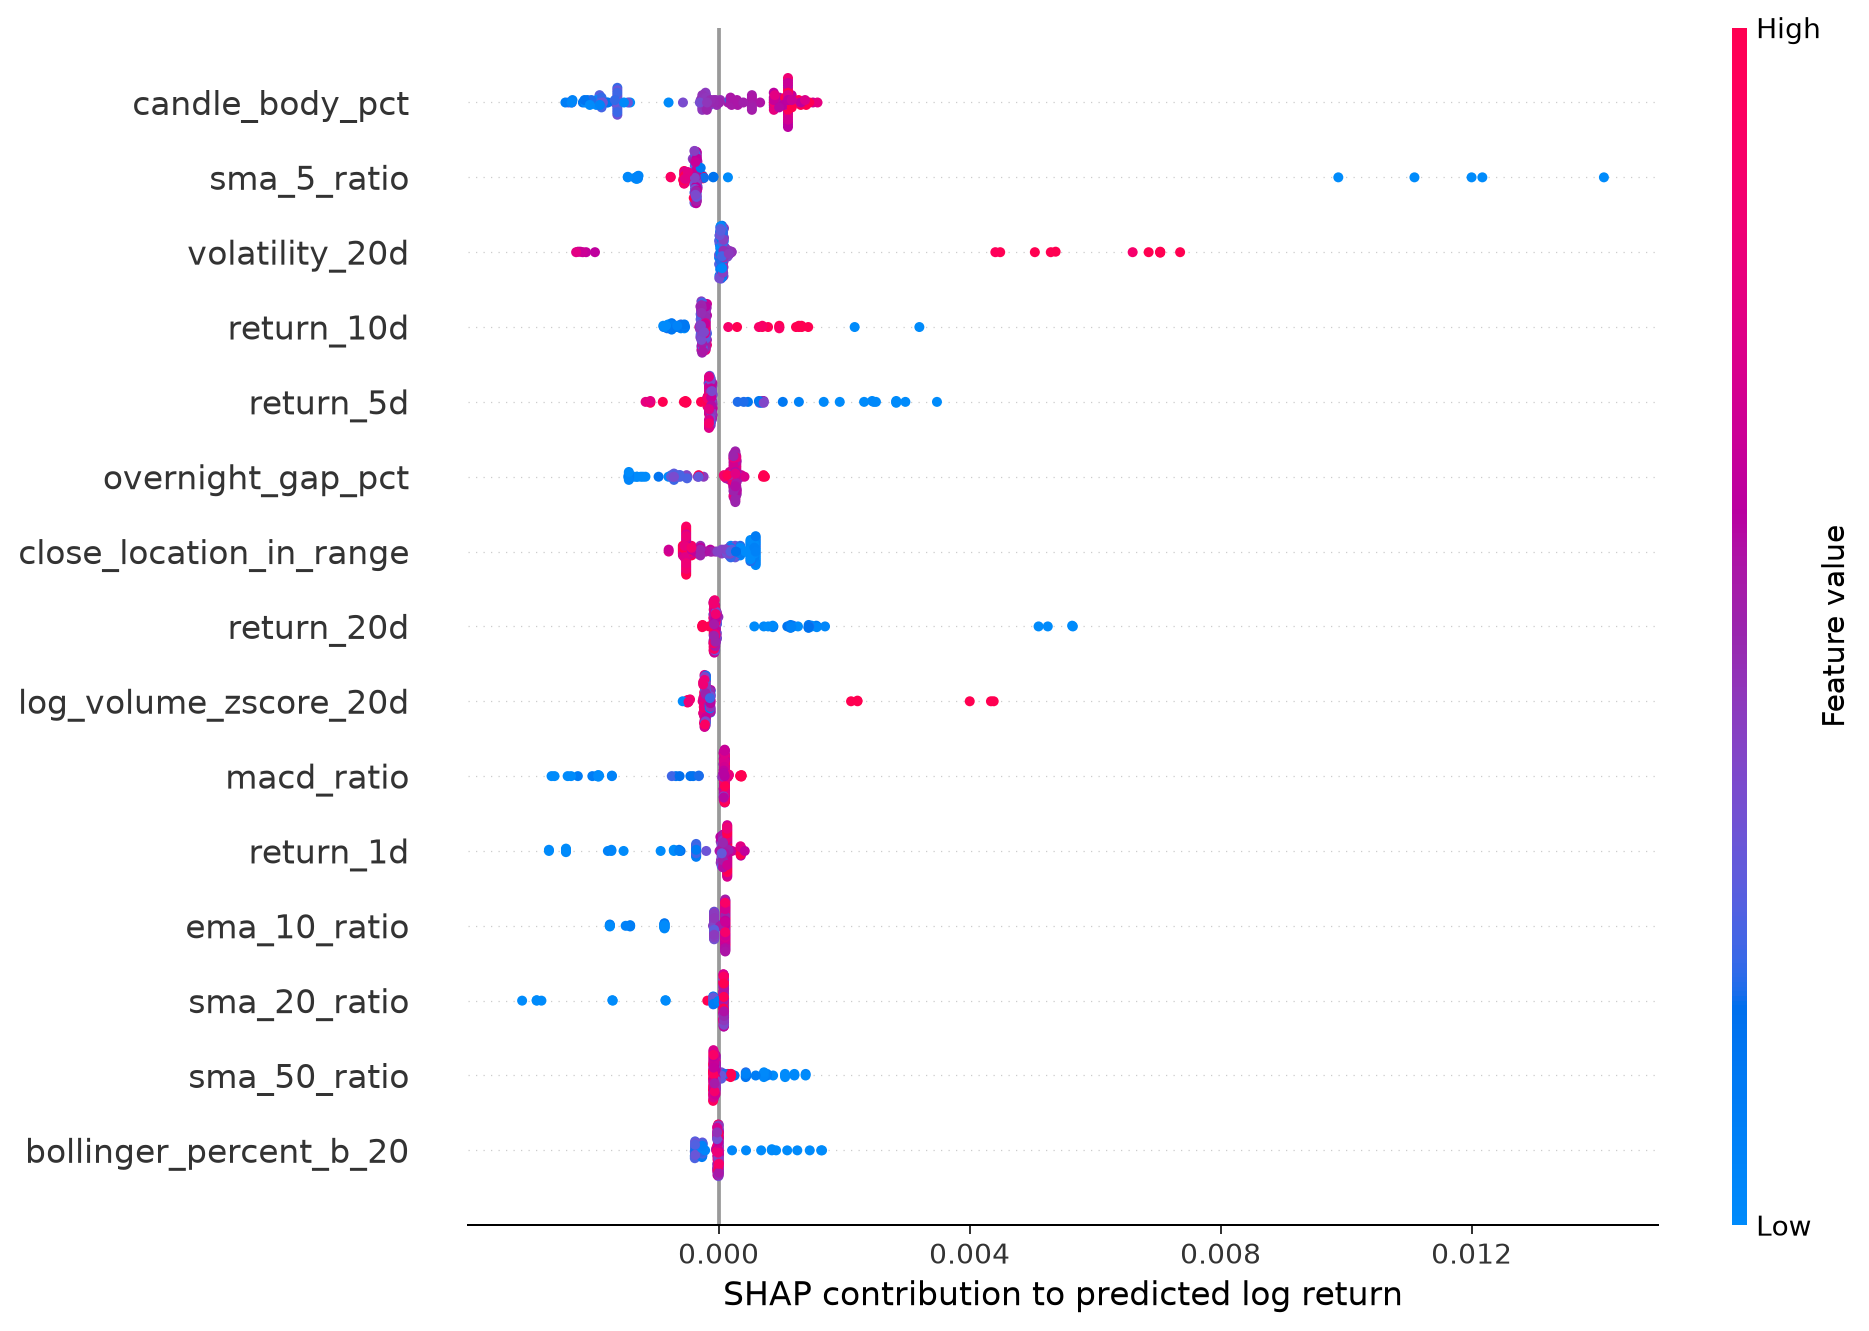 High
candle_body_pct
sma_5_ratio
volatility_20d
return_10d
return_5d
overnight_gap_pct
close_location_in_range
return_20d
log_volume_zscore_20d
macd_ratio
return_1d
ema_10_ratio
sma_20_ratio
sma_50_ratio
bollinger_percent_b_20
Feature value
Low
0.000 0.004 0.008 0.012
SHAP contribution to predicted log return